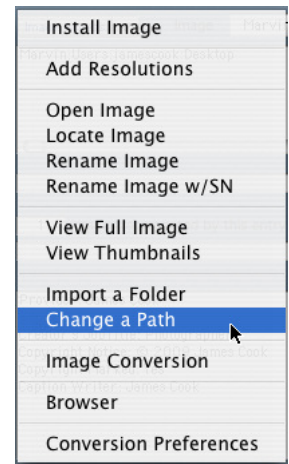 Install Image
Add Resolutions
Open Image
Locate Image
Rename Image
Rename Image w/SN
View Full Image
View Thumbnails
Import a Folder
Change a Path
Image Conversion
Browser
Conversion Preferences